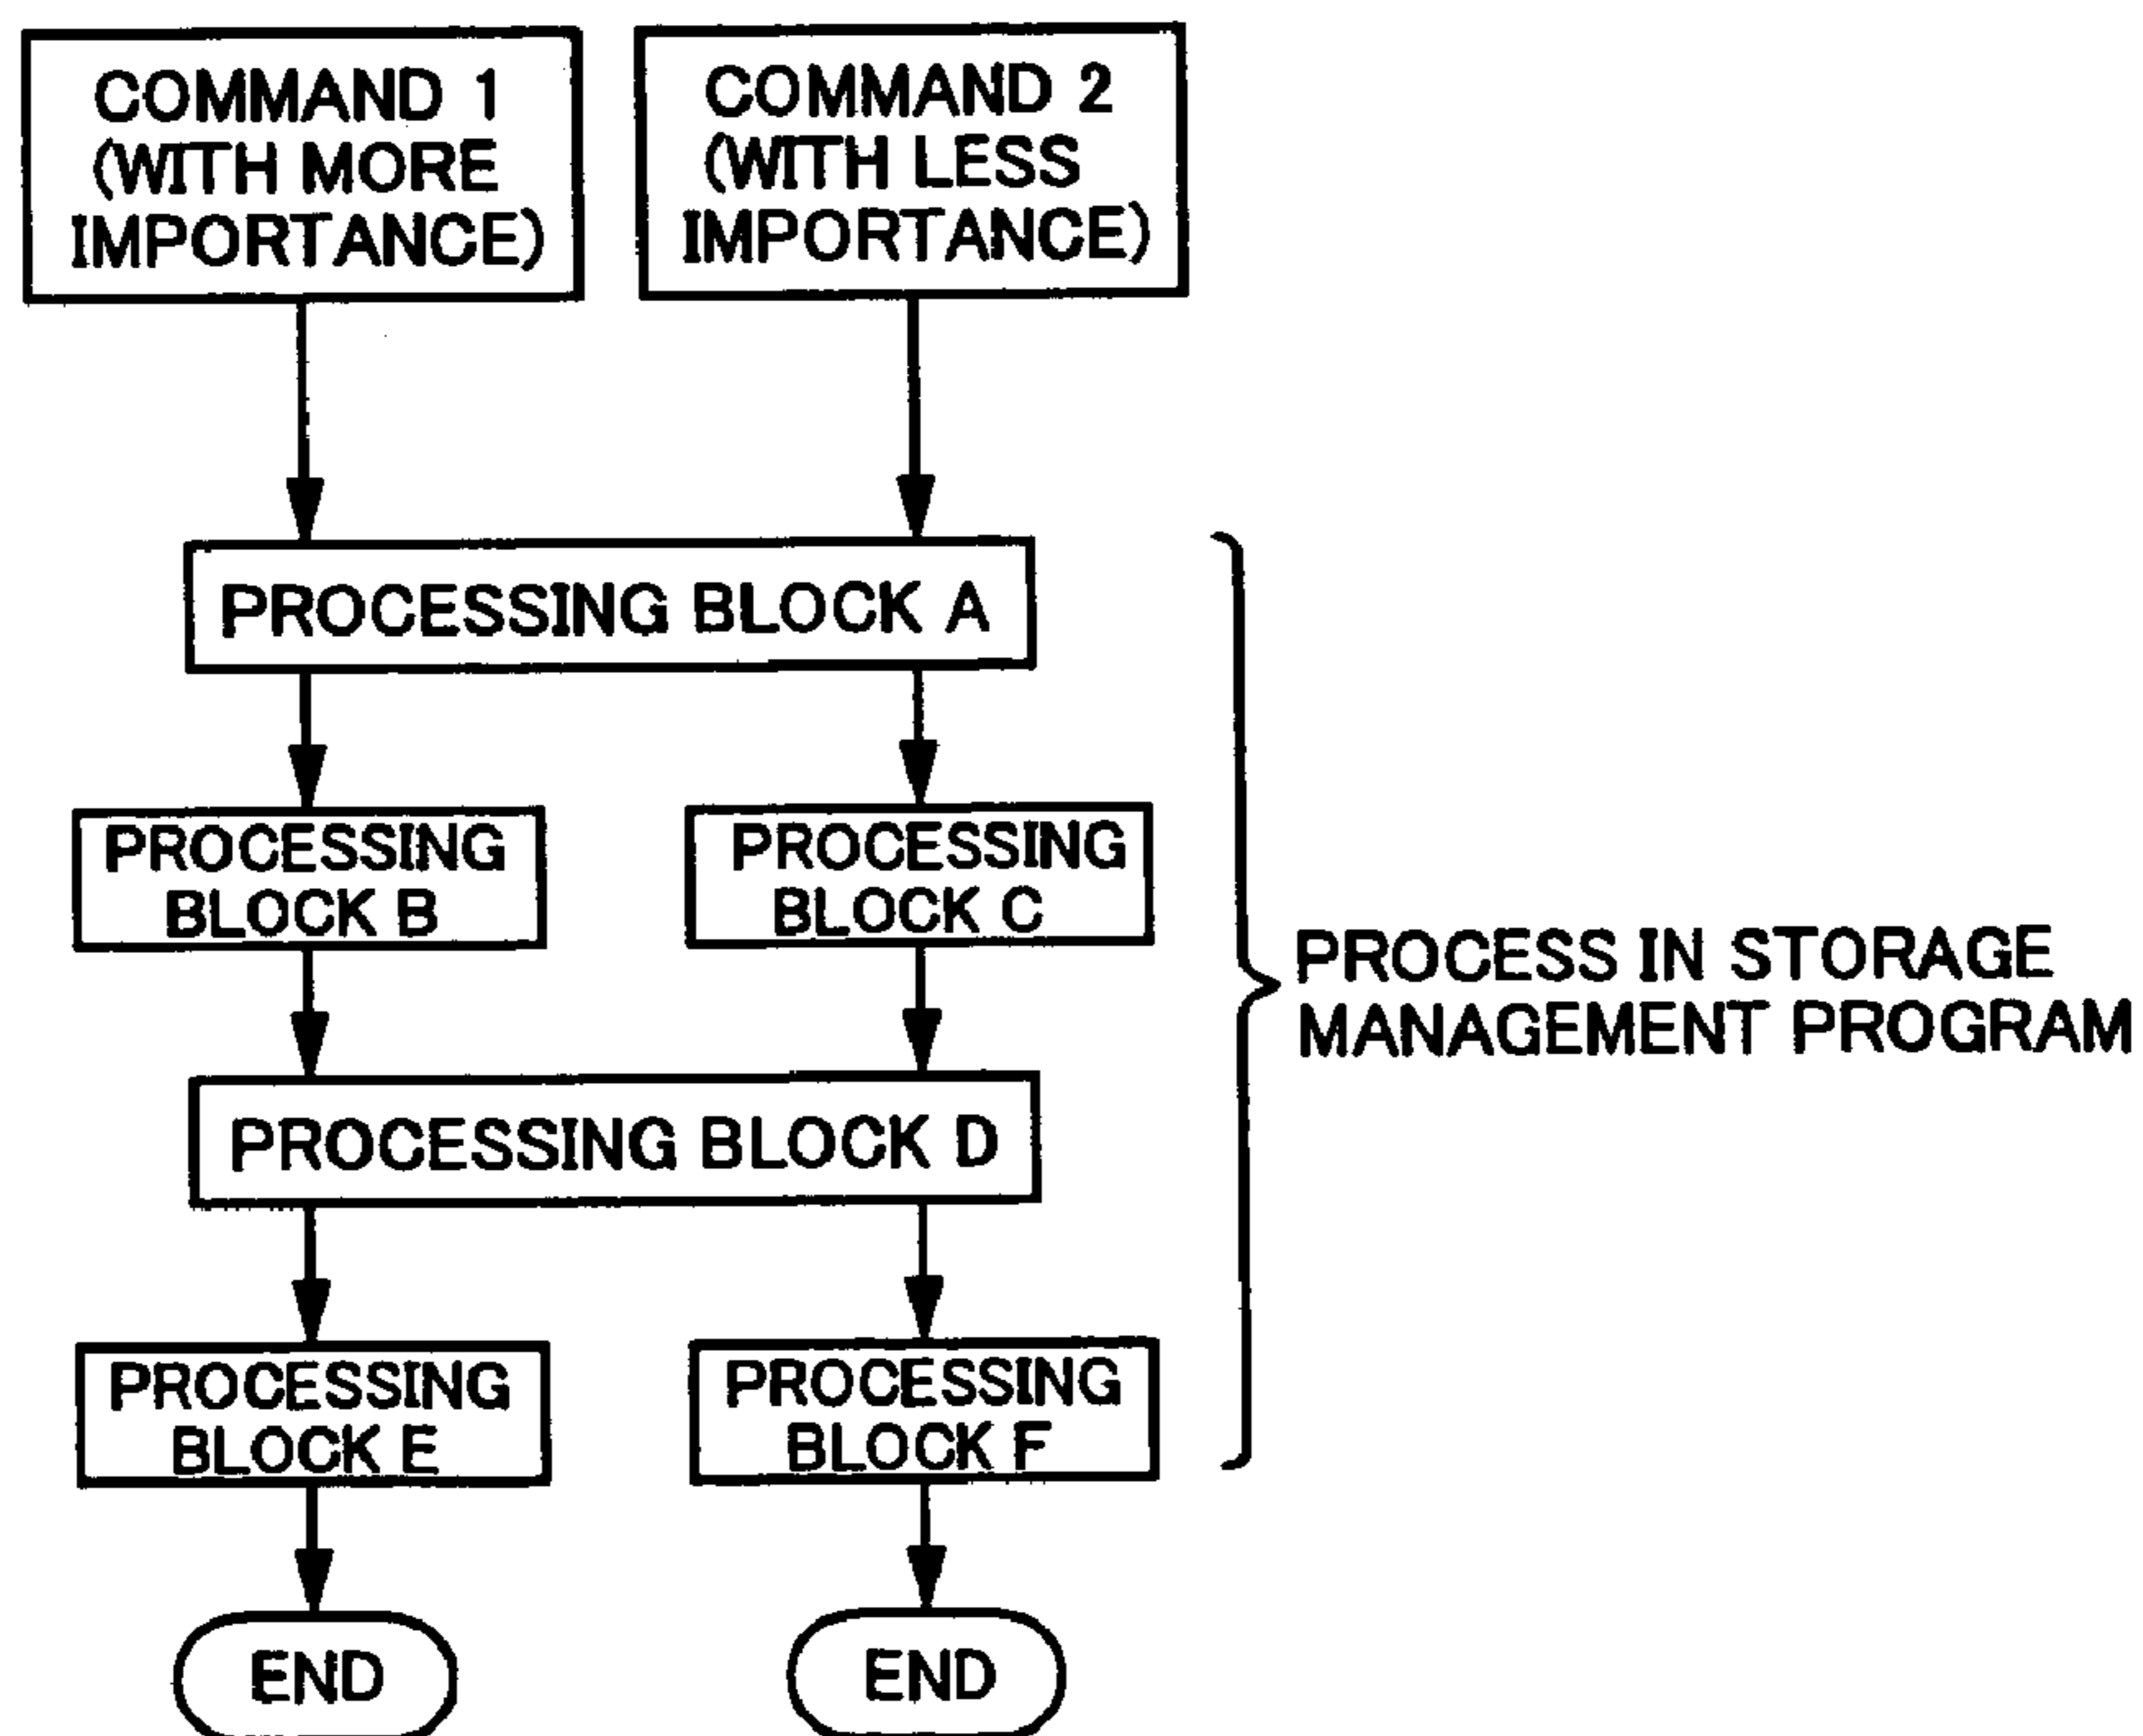 COMMAND 1
(WITH MORE
IMPORTANCE)
COMMAND 2
(WITH LESS
IMPORTANCE)
PROCESSING BLOCK A
PROCESSING
BLOCK B
PROCESSING
BLOCK C
PROCESS IN STORAGE
MANAGEMENT PROGRAM
PROCESSING BLOCK D
PROCESSING
BLOCK E
PROCESSING
BLOCK F
END
END